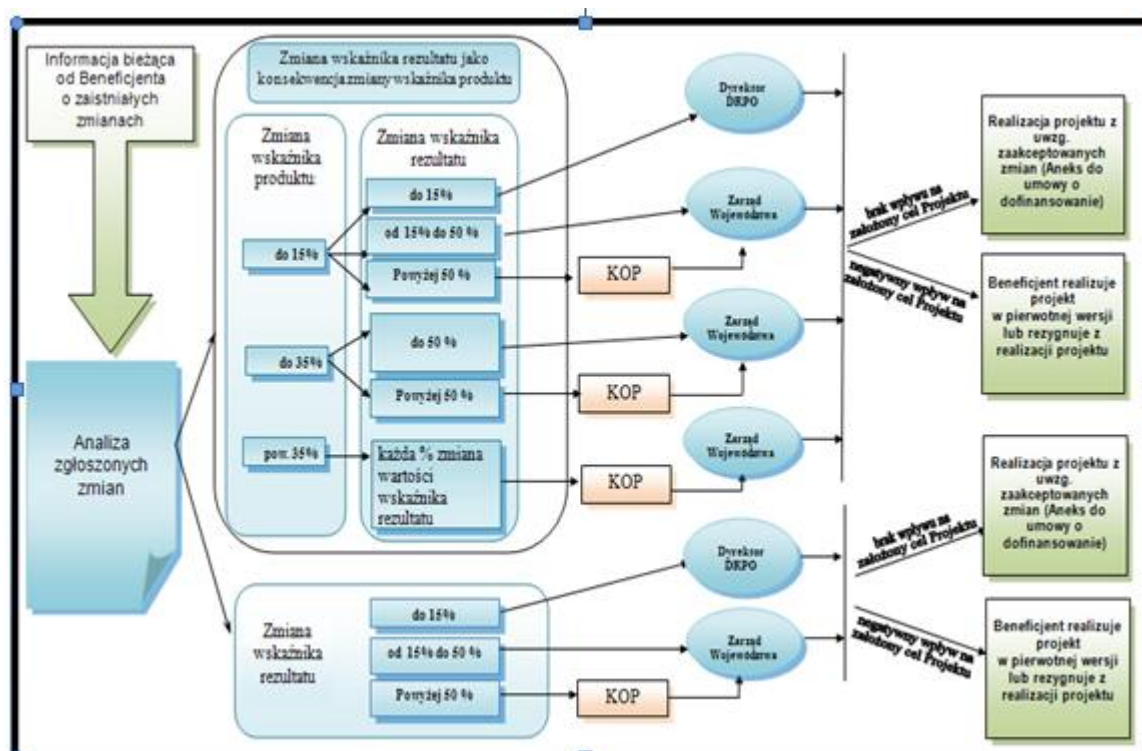 Informacja bieżąca
od Beneficjenta
o zaistniałych
zmianach
Analiza
zgłoszonych
zmian
Zmiana wskaźnika rezultatu jako
konsekwencja zmiany wskaźnika produktu
Zmiana
wskaźnika
produktu:
do 15%
do 35%
pow. 35%
Zmiana wskaźnika
rezultatu
do 15%
od 15% do 50 %
Powyżej 50 %
do 50 %
Powyżej 50 %
każda % zmiana
wartości
wskaźnika
rezultatu
KOP
KOP
KOP
Dyrektor
DRPO
Zarząd
Województwa
Zarząd
Województwa
Zarząd
Województwa
brak wpływu na
założony cel Projektu
negatywny wpływ na
założony cel Projektu
Realizacja projektu z
uwzg.
zaakceptowanych
zmian (Aneks do
umowy o
dofinansowanie)
Beneficjent realizuje
projekt
w pierwotnej wersji
lub rezygnuje z
realizacji projektu
Zmiana
wskaźnika
rezultatu
do 15%
od 15% do 50 %
Powyżej 50 %
KOP
Dyrektor
DRPO
Zarząd
Województwa
brak wpływu na
założony cel Projektu
negatywny wpływ na
założony cel Projektu
Realizacja projektu z
uwzg.
zaakceptowanych
zmian (Aneks do
umowy o
dofinansowanie)
Beneficjent realizuje
projekt
w pierwotnej wersji
lub rezygnuje z
realizacji projektu